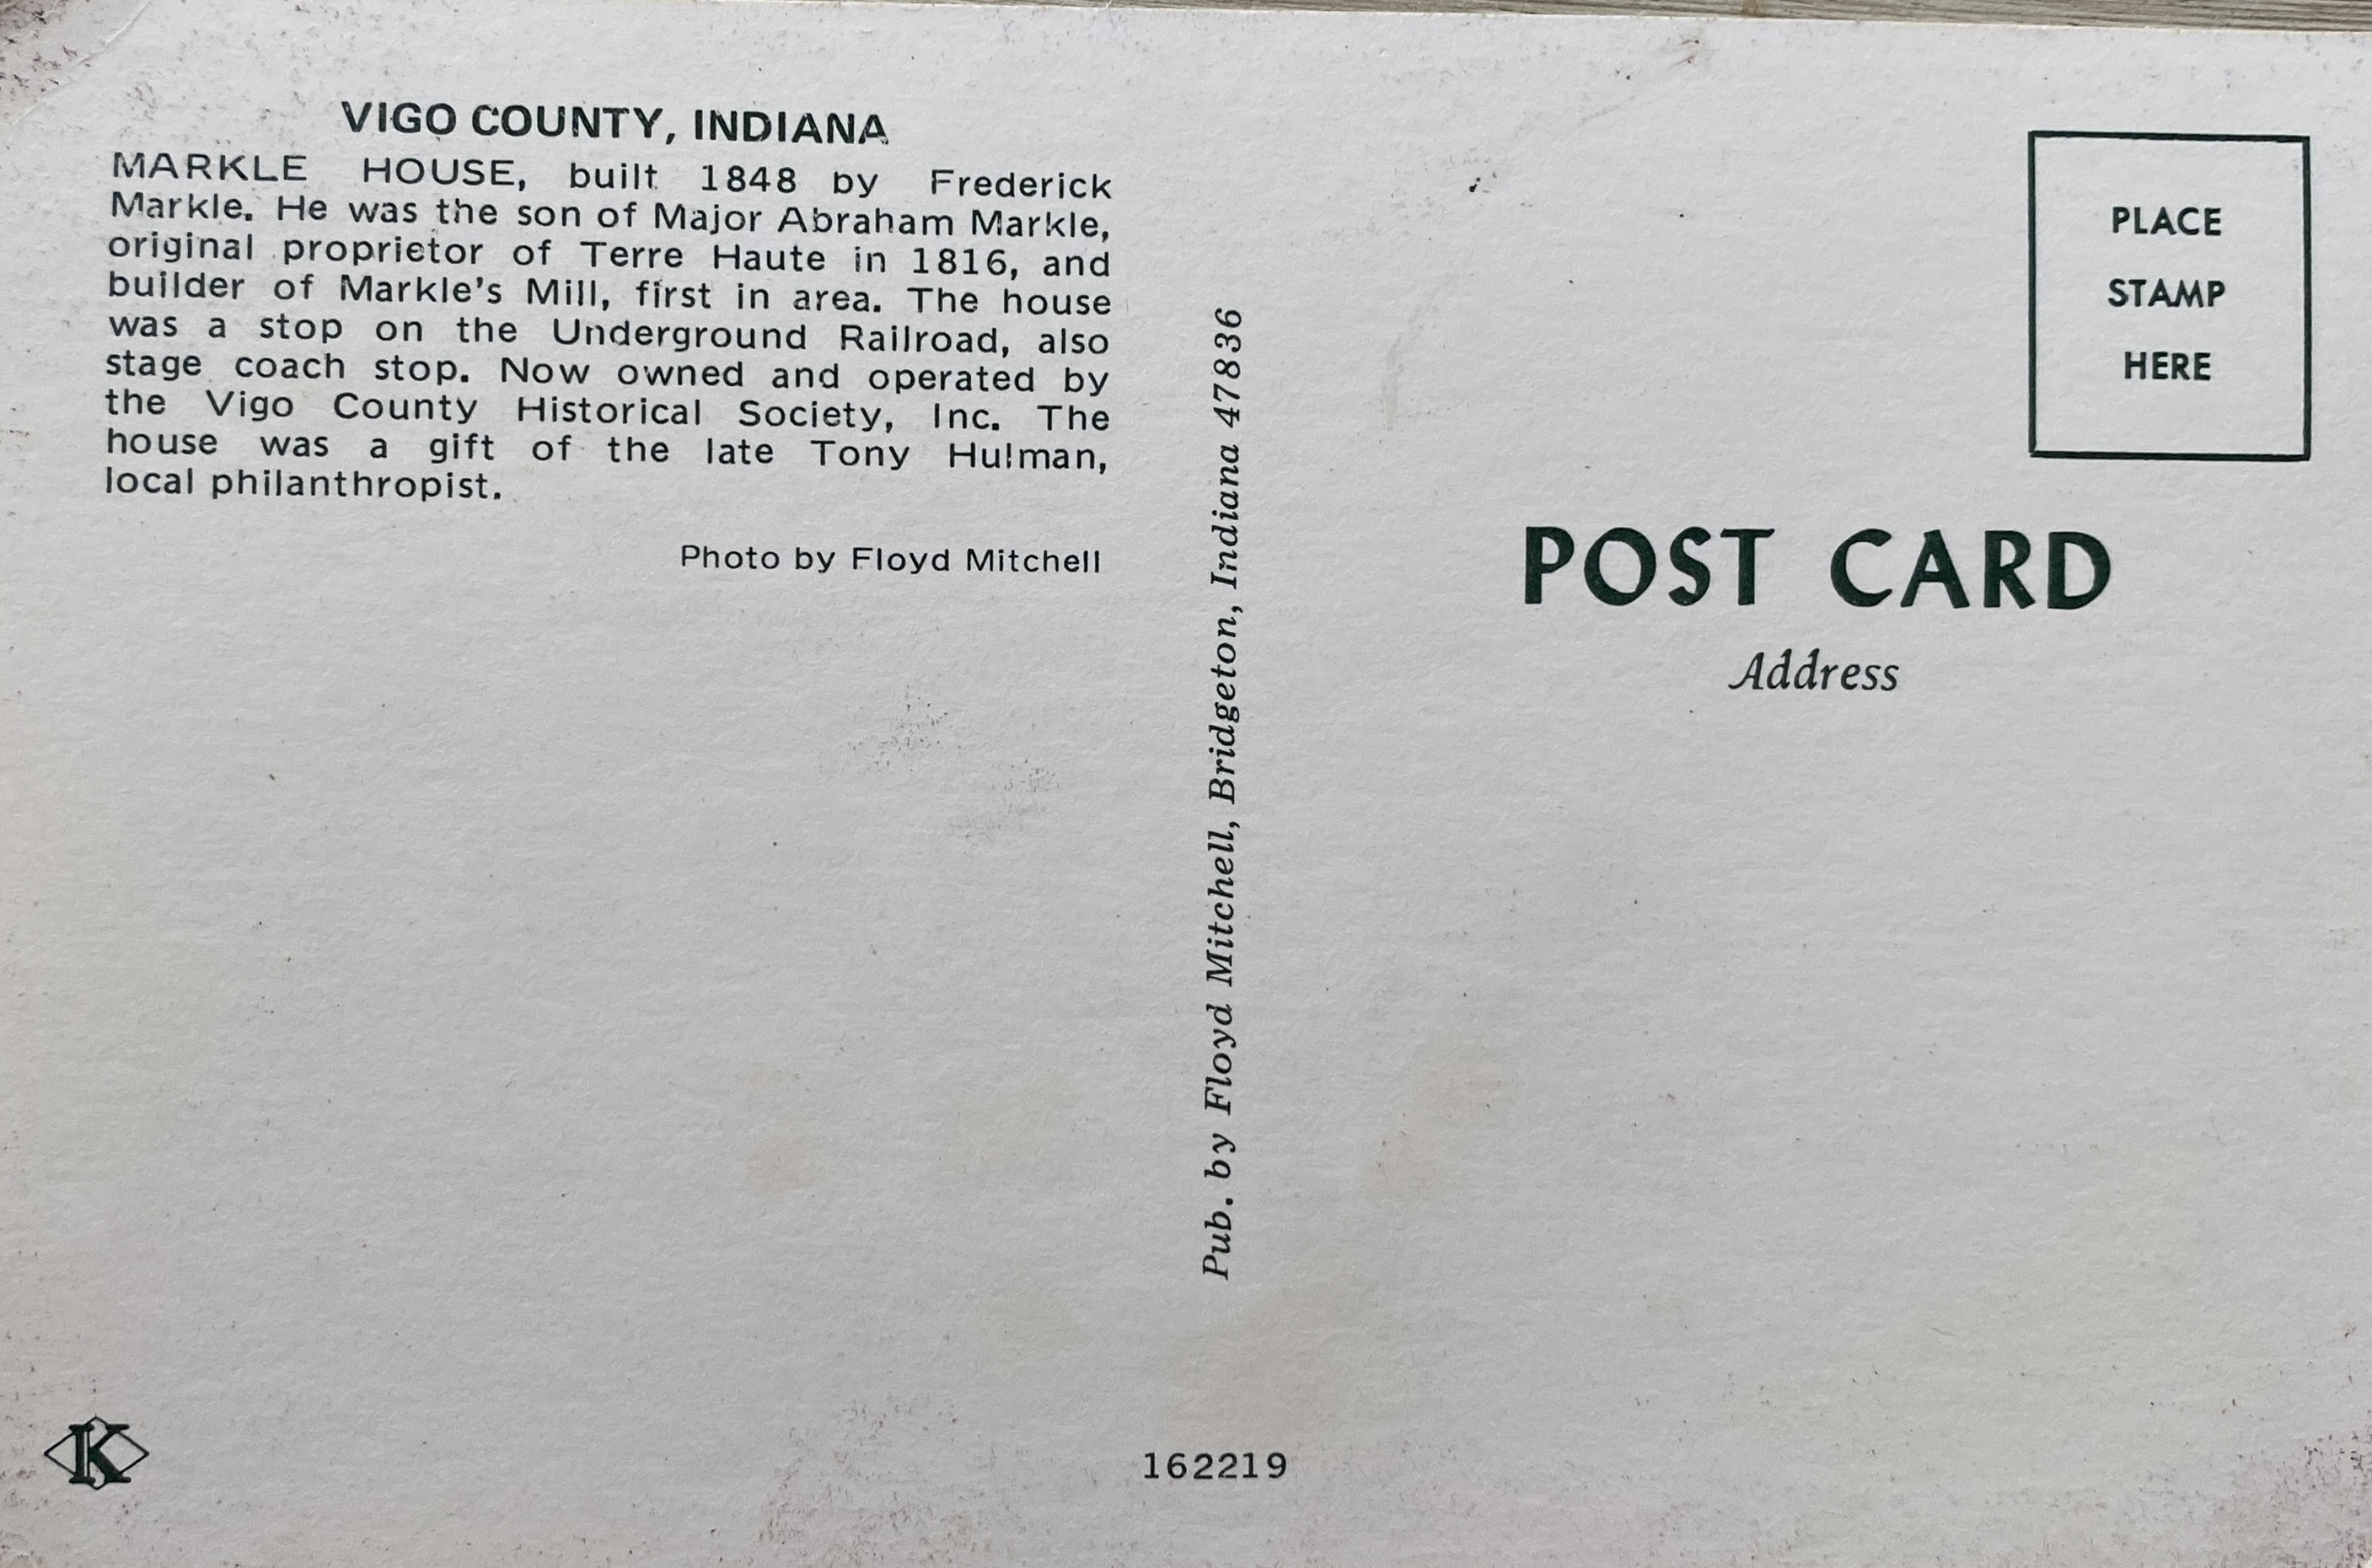 VIGO COUNTY, INDIANA
MARKLE HOUSE, built 1848 by Frederick
Markle. He was the son of Major Abraham Markle,
original proprietor of Terre Haute in 1816, and
builder of Markle's Mill, first in area. The house
was a stop on the Underground Railroad, also
stage coach stop. Now owned and operated by
the Vigo County Historical Society, Inc. The
house was a gift of the late Tony Hulman,
local philanthropist.
Photo by Floyd Mitchell
Pub. by Floyd Mitchell, Bridgeton, Indiana 47836
PLACE
STAMP
HERE
POST CARD
Address
K
162219